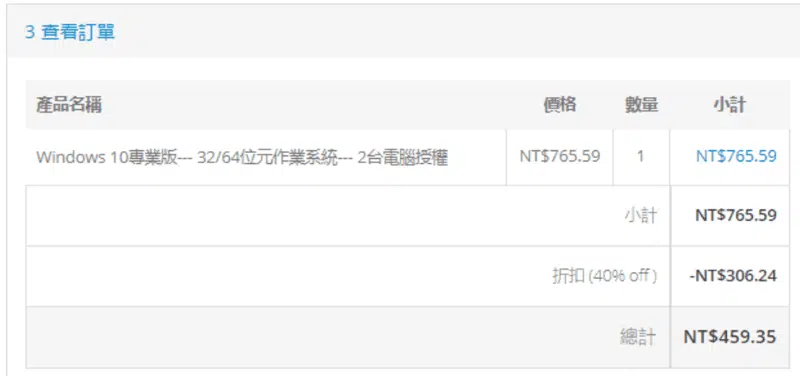 3 查看訂單
產品名稱 價格 數量 小計
Windows 10專業版--- 32/64位元作業系統--- 2台電腦授權 NT$765.59 1 NT$765.59
小計 NT$765.59
折扣 (40% off ) -NT$306.24
總計 NT$459.35